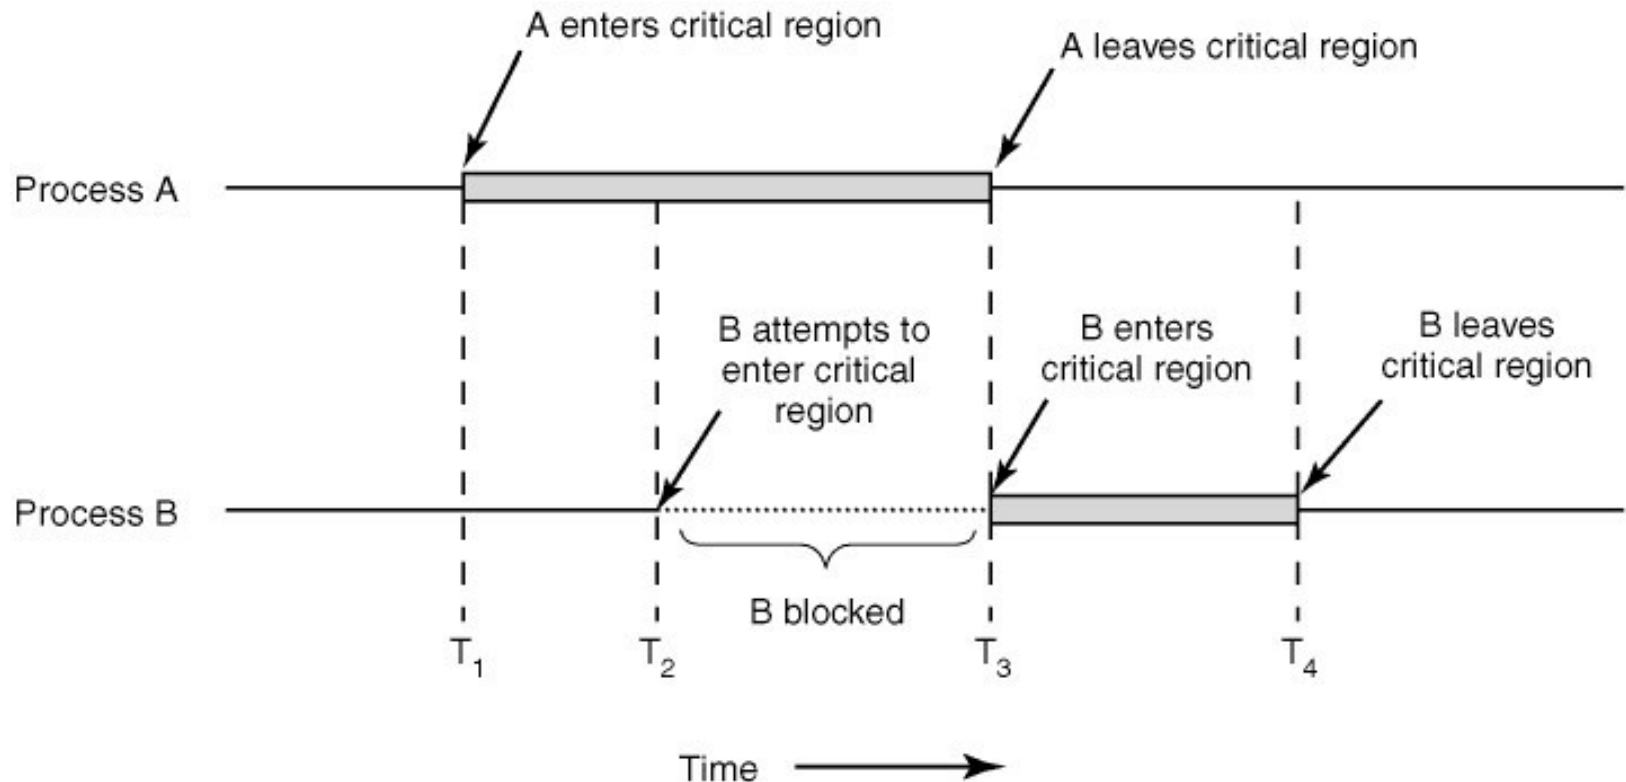 A enters critical region
A leaves critical region
Process A
B attempts to
enter critical
region
B enters
critical region
B leaves
critical region
Process B
B blocked
T1
T2
T3
T4
Time